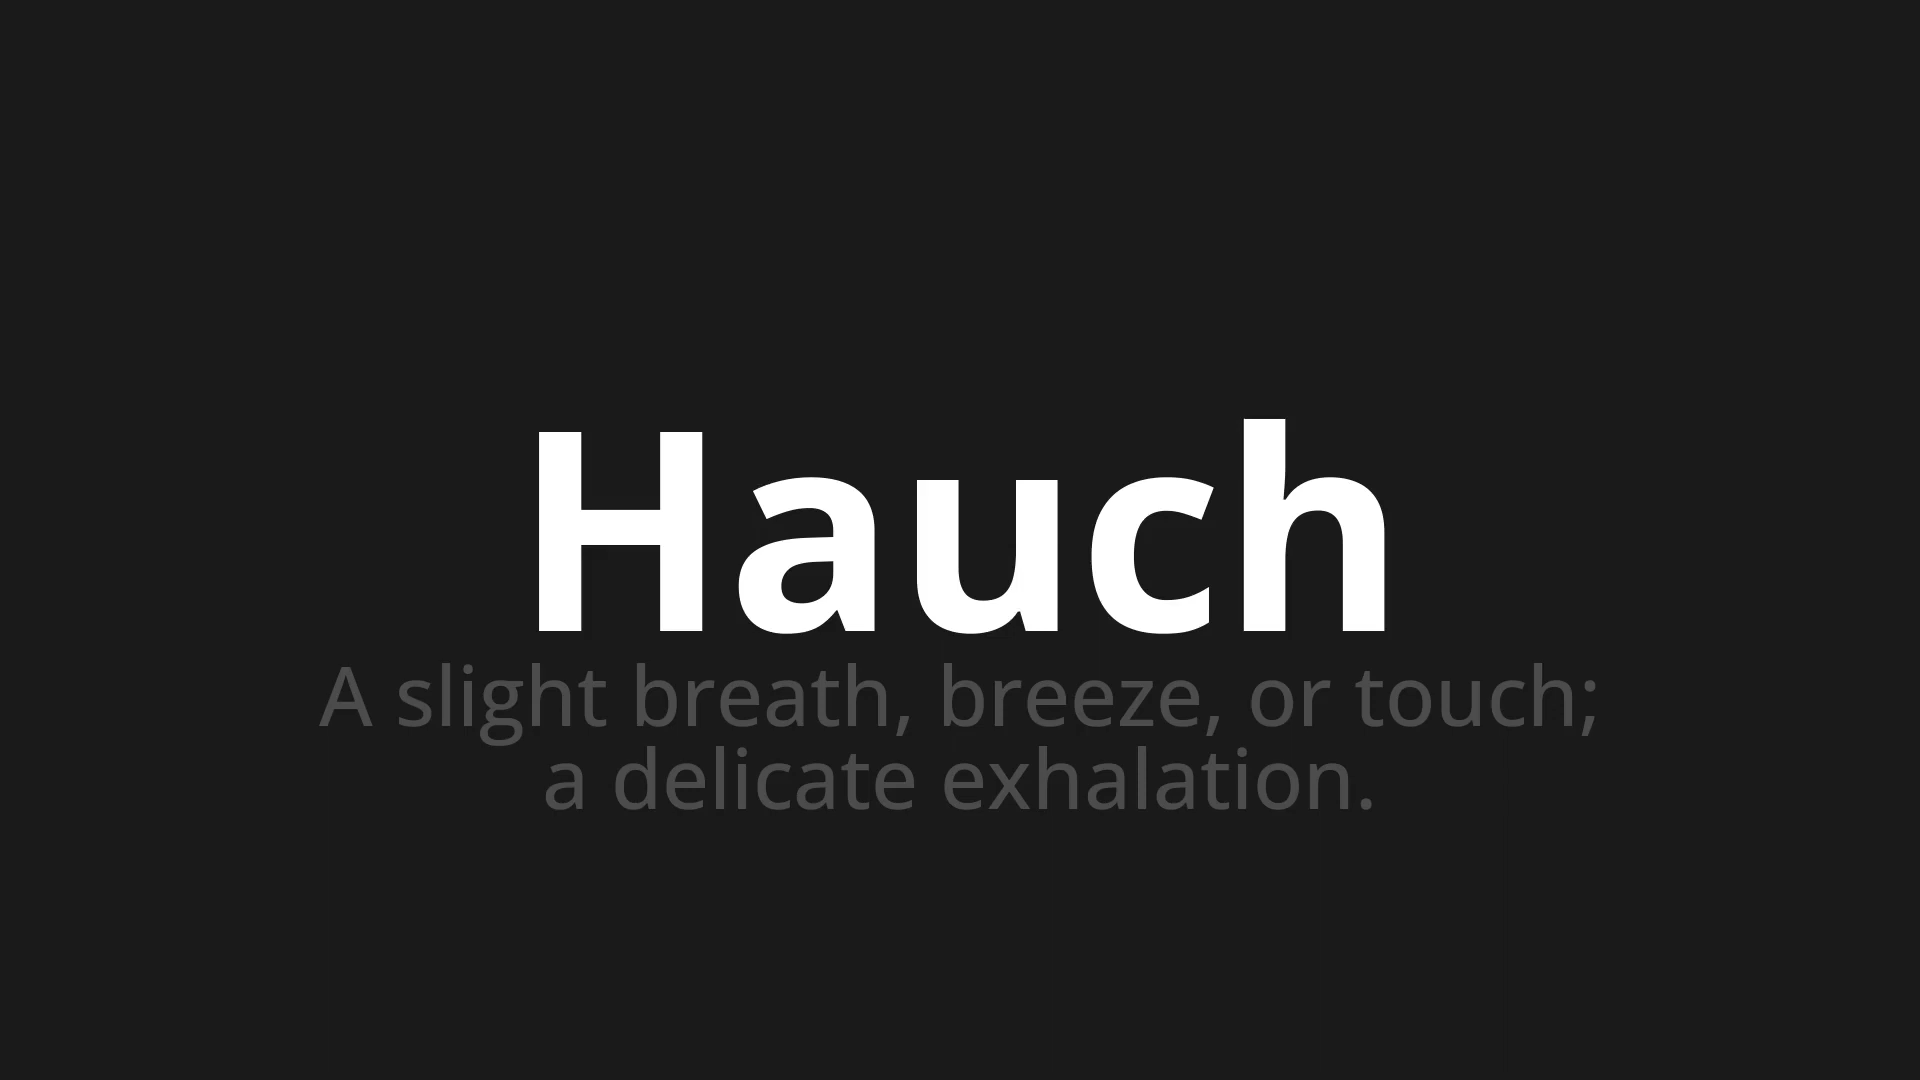 Hauch
A slight breath, breeze, or touch;
a delicate exhalation.